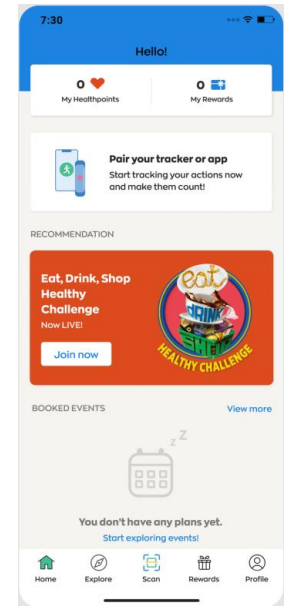 7:30
Hello!
0
My Healthpoints
0
My Rewards
Pair your tracker or app
Start tracking your actions now
and make them count!
RECOMMENDATION
Eat, Drink, Shop
Healthy
Challenge
Now LIVE!
Join now
eat
DRINK
SHOP
HEALTHY CHALLENGE
BOOKED EVENTS
View more
z Z
You don't have any plans yet.
Start exploring events!
Home
Explore
Scan
Rewards
Profile